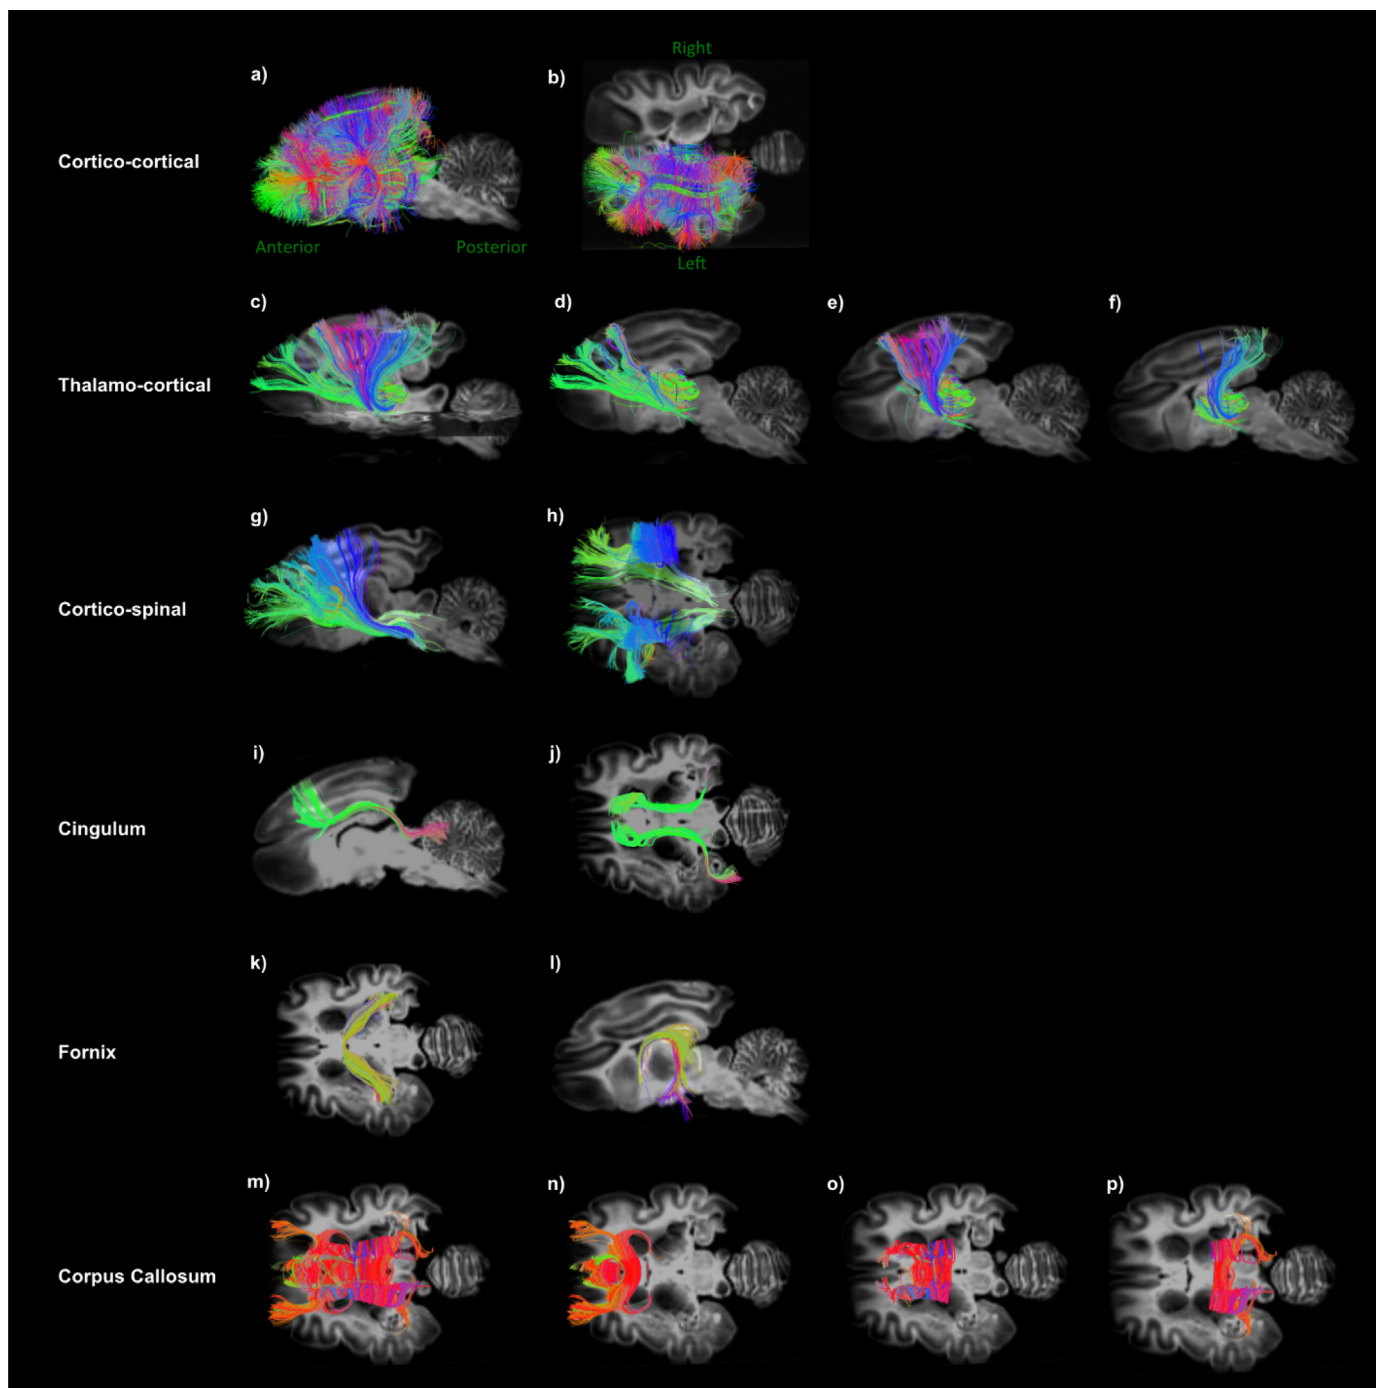 Right
a)
b)
Cortico-cortical
Anterior
Posterior
Left
c)
d)
e)
f)
Thalamo-cortical
g)
h)
Cortico-spinal
i)
j)
Cingulum
k)
l)
Fornix
m)
n)
o)
p)
Corpus Callosum